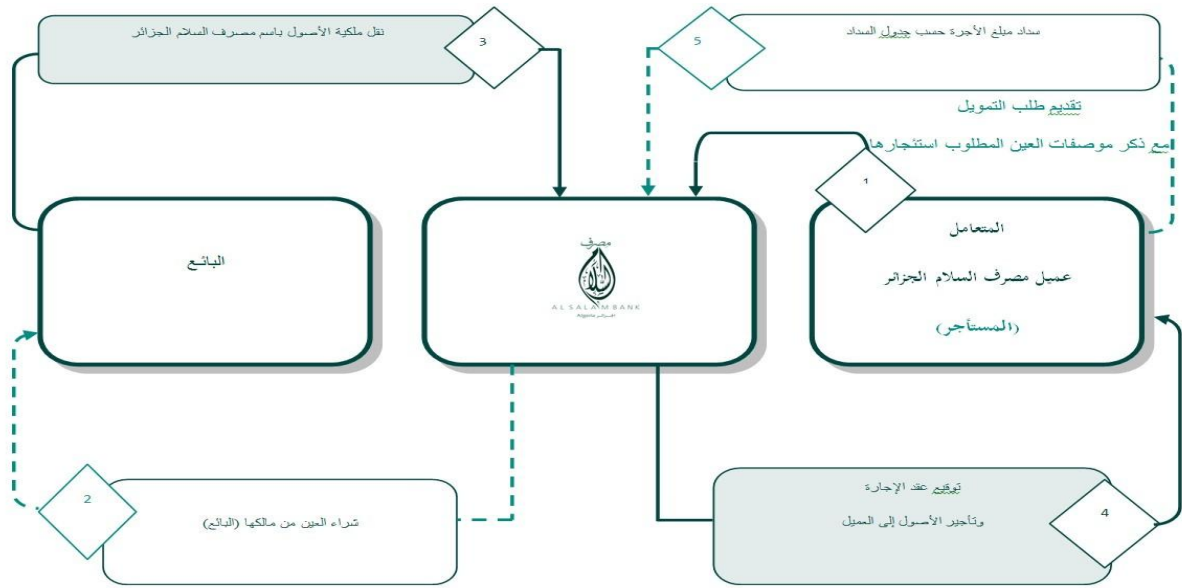 سداد مبلغ الأجرة حسب جدول السداد
5
نقل ملكية الأصول باسم مصرف السلام الجزائر
3
تقديم طلب التمويل
مع ذكر موصفات العين المطلوب استئجارها
1
المتعامل
عميل مصرف السلام الجزائر
(المستأجر)
مصرف
السلام
AL SALAM BANK
Algeria الجزائر
البائع
توقيع عقد الإجارة
وتأجير الأصول إلى العميل
4
شراء العين من مالكها (البائع)
2